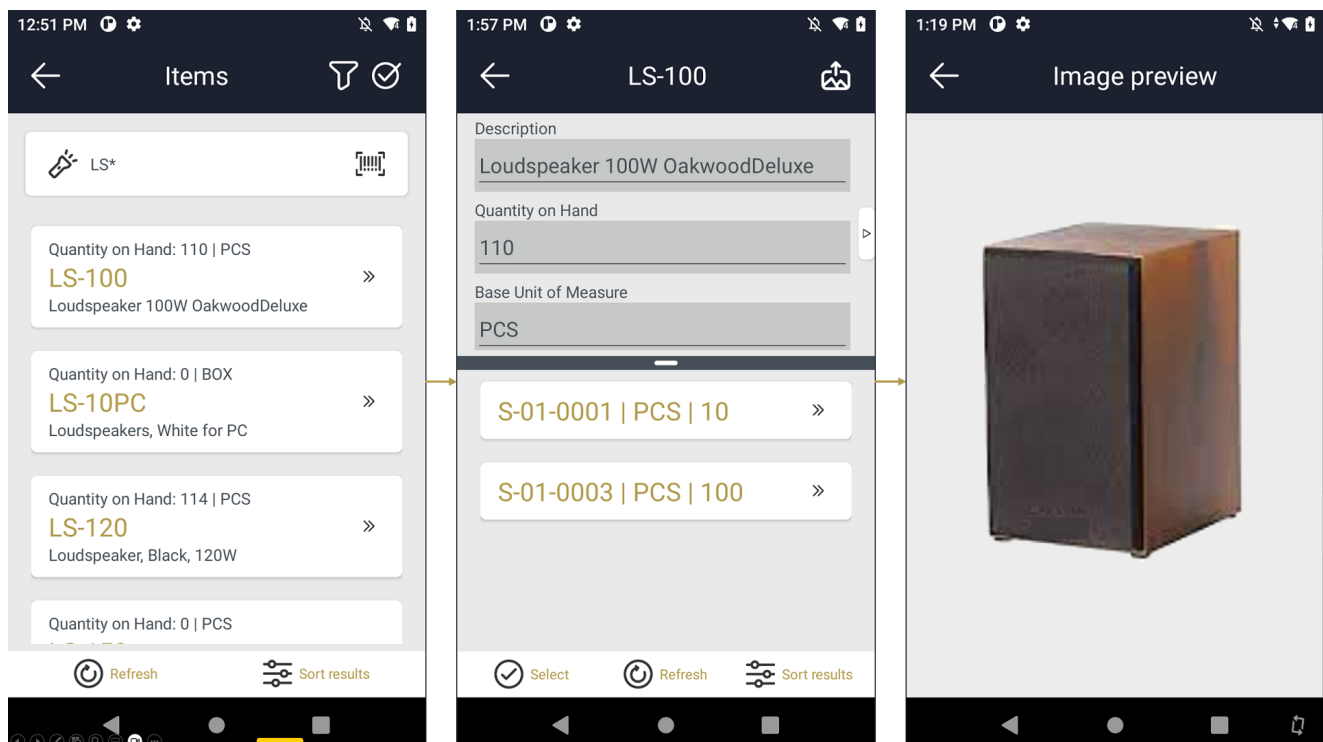 12:51 PM
Items
LS*
Quantity on Hand: 110 | PCS
LS-100
Loudspeaker 100W OakwoodDeluxe
Quantity on Hand: 0 | BOX
LS-10PC
Loudspeakers, White for PC
Quantity on Hand: 114 | PCS
LS-120
Loudspeaker, Black, 120W
Quantity on Hand: 0 | PCS
Refresh
Sort results
1:57 PM
LS-100
Description
Loudspeaker 100W OakwoodDeluxe
Quantity on Hand
110
Base Unit of Measure
PCS
S-01-0001 | PCS | 10
S-01-0003 | PCS | 100
Select
Refresh
Sort results
1:19 PM
Image preview